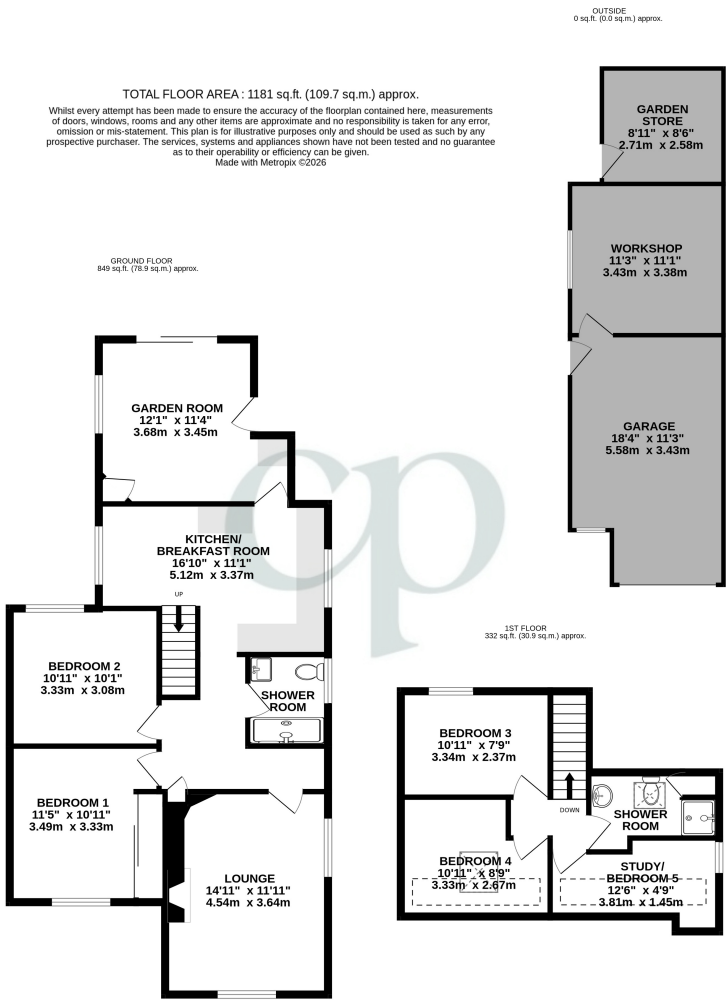 OUTSIDE
0 sq.ft. (0.0 sq.m.) approx.
TOTAL FLOOR AREA : 1181 sq.ft. (109.7 sq.m.) approx.
Whilst every attempt has been made to ensure the accuracy of the floorplan contained here, measurements
of doors, windows, rooms and any other items are approximate and no responsibility is taken for any error,
omission or mis-statement. This plan is for illustrative purposes only and should be used as such by any
prospective purchaser. The services, systems and appliances shown have not been tested and no guarantee
as to their operability or efficiency can be given.
Made with Metropix ©2026
GARDEN
STORE
8'11" x 8'6"
2.71m x 2.58m
WORKSHOP
11'3" x 11'1"
3.43m x 3.38m
GARAGE
18'4" x 11'3"
5.58m x 3.43m
GROUND FLOOR
849 sq.ft. (78.9 sq.m.) approx.
GARDEN ROOM
12'1" x 11'4"
3.68m x 3.45m
cp
KITCHEN/
BREAKFAST ROOM
16'10" x 11'1"
5.12m x 3.37m
UP
BEDROOM 2
10'11" x 10'1"
3.33m x 3.08m
SHOWER
ROOM
BEDROOM 1
11'5" x 10'11"
3.49m x 3.33m
LOUNGE
14'11" x 11'11"
4.54m x 3.64m
1ST FLOOR
332 sq.ft. (30.9 sq.m.) approx.
BEDROOM 3
10'11" x 7'9"
3.34m x 2.37m
DOWN
SHOWER
ROOM
BEDROOM 4
10'11" x 8'9"
3.33m x 2.67m
STUDY/
BEDROOM 5
12'6" x 4'9"
3.81m x 1.45m